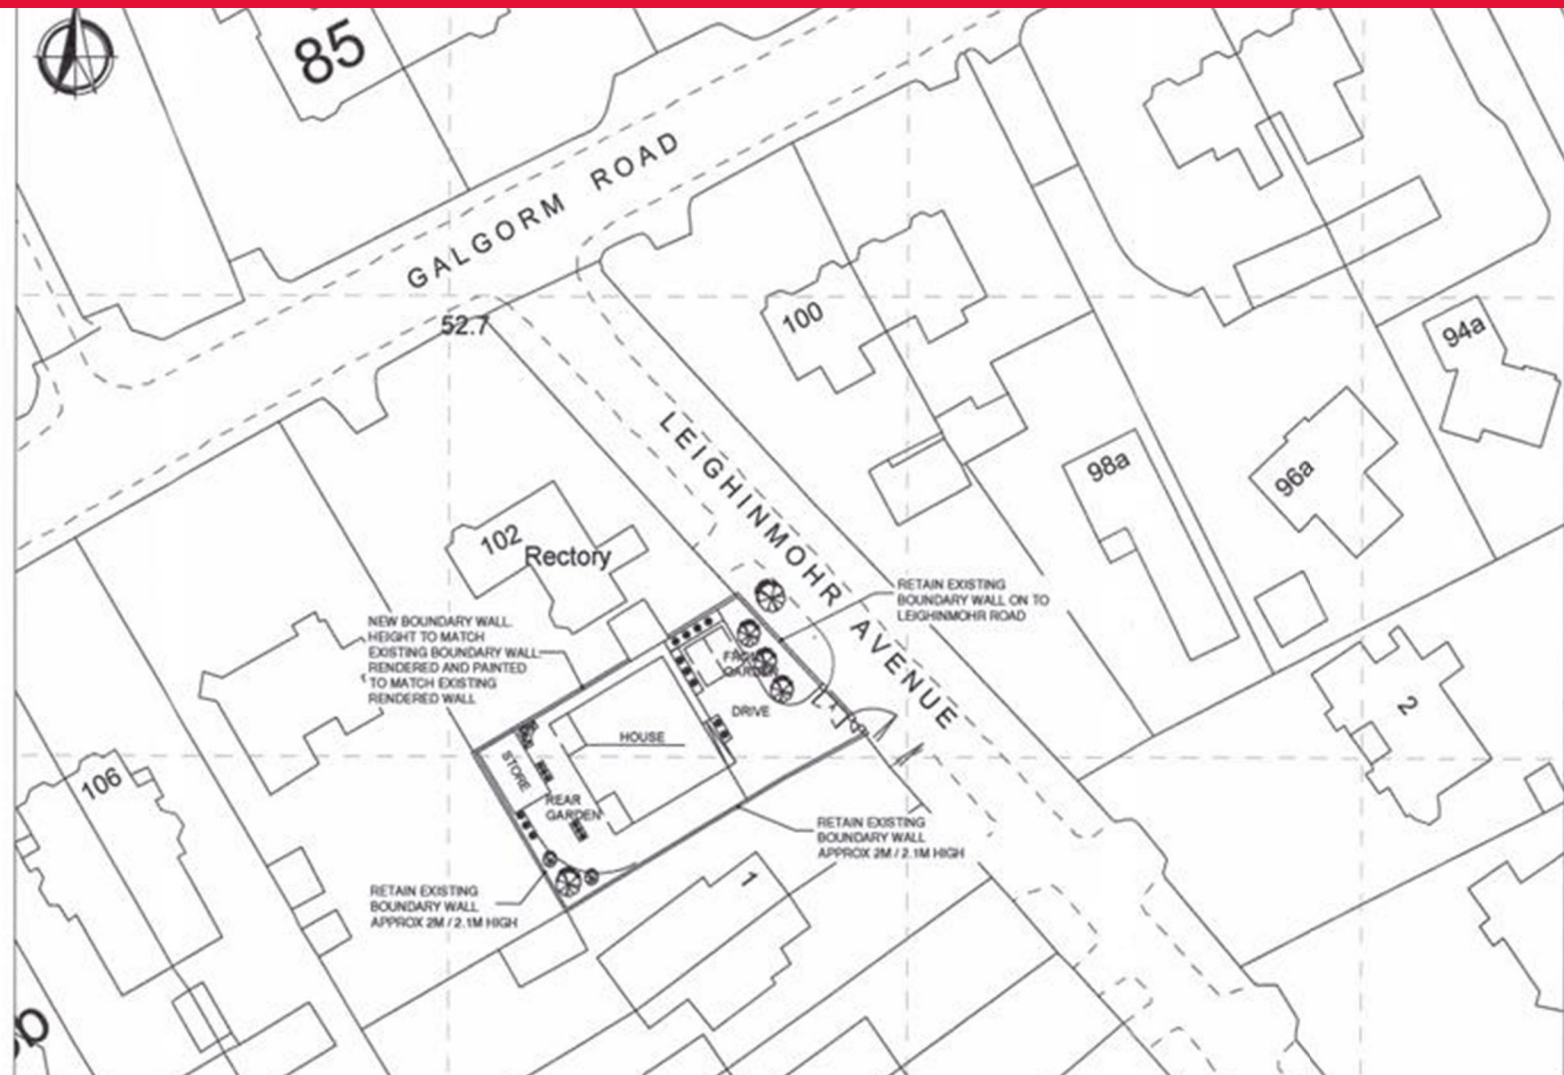 85
GALGORM ROAD
52.7
100
94a
LEIGHINMOHR AVENUE
98a
96a
102
Rectory
RETAIN EXISTING
BOUNDARY WALL ON TO
LEIGHINMOHR ROAD
NEW BOUNDARY WALL.
HEIGHT TO MATCH
EXISTING BOUNDARY WALL
RENDERED AND PAINTED
TO MATCH EXISTING
RENDERED WALL
FRONT
GARDEN
DRIVE
HOUSE
STORE
REAR
GARDEN
2
106
RETAIN EXISTING
BOUNDARY WALL
APPROX 2M / 2.1M HIGH
1
RETAIN EXISTING
BOUNDARY WALL
APPROX 2M / 2.1M HIGH